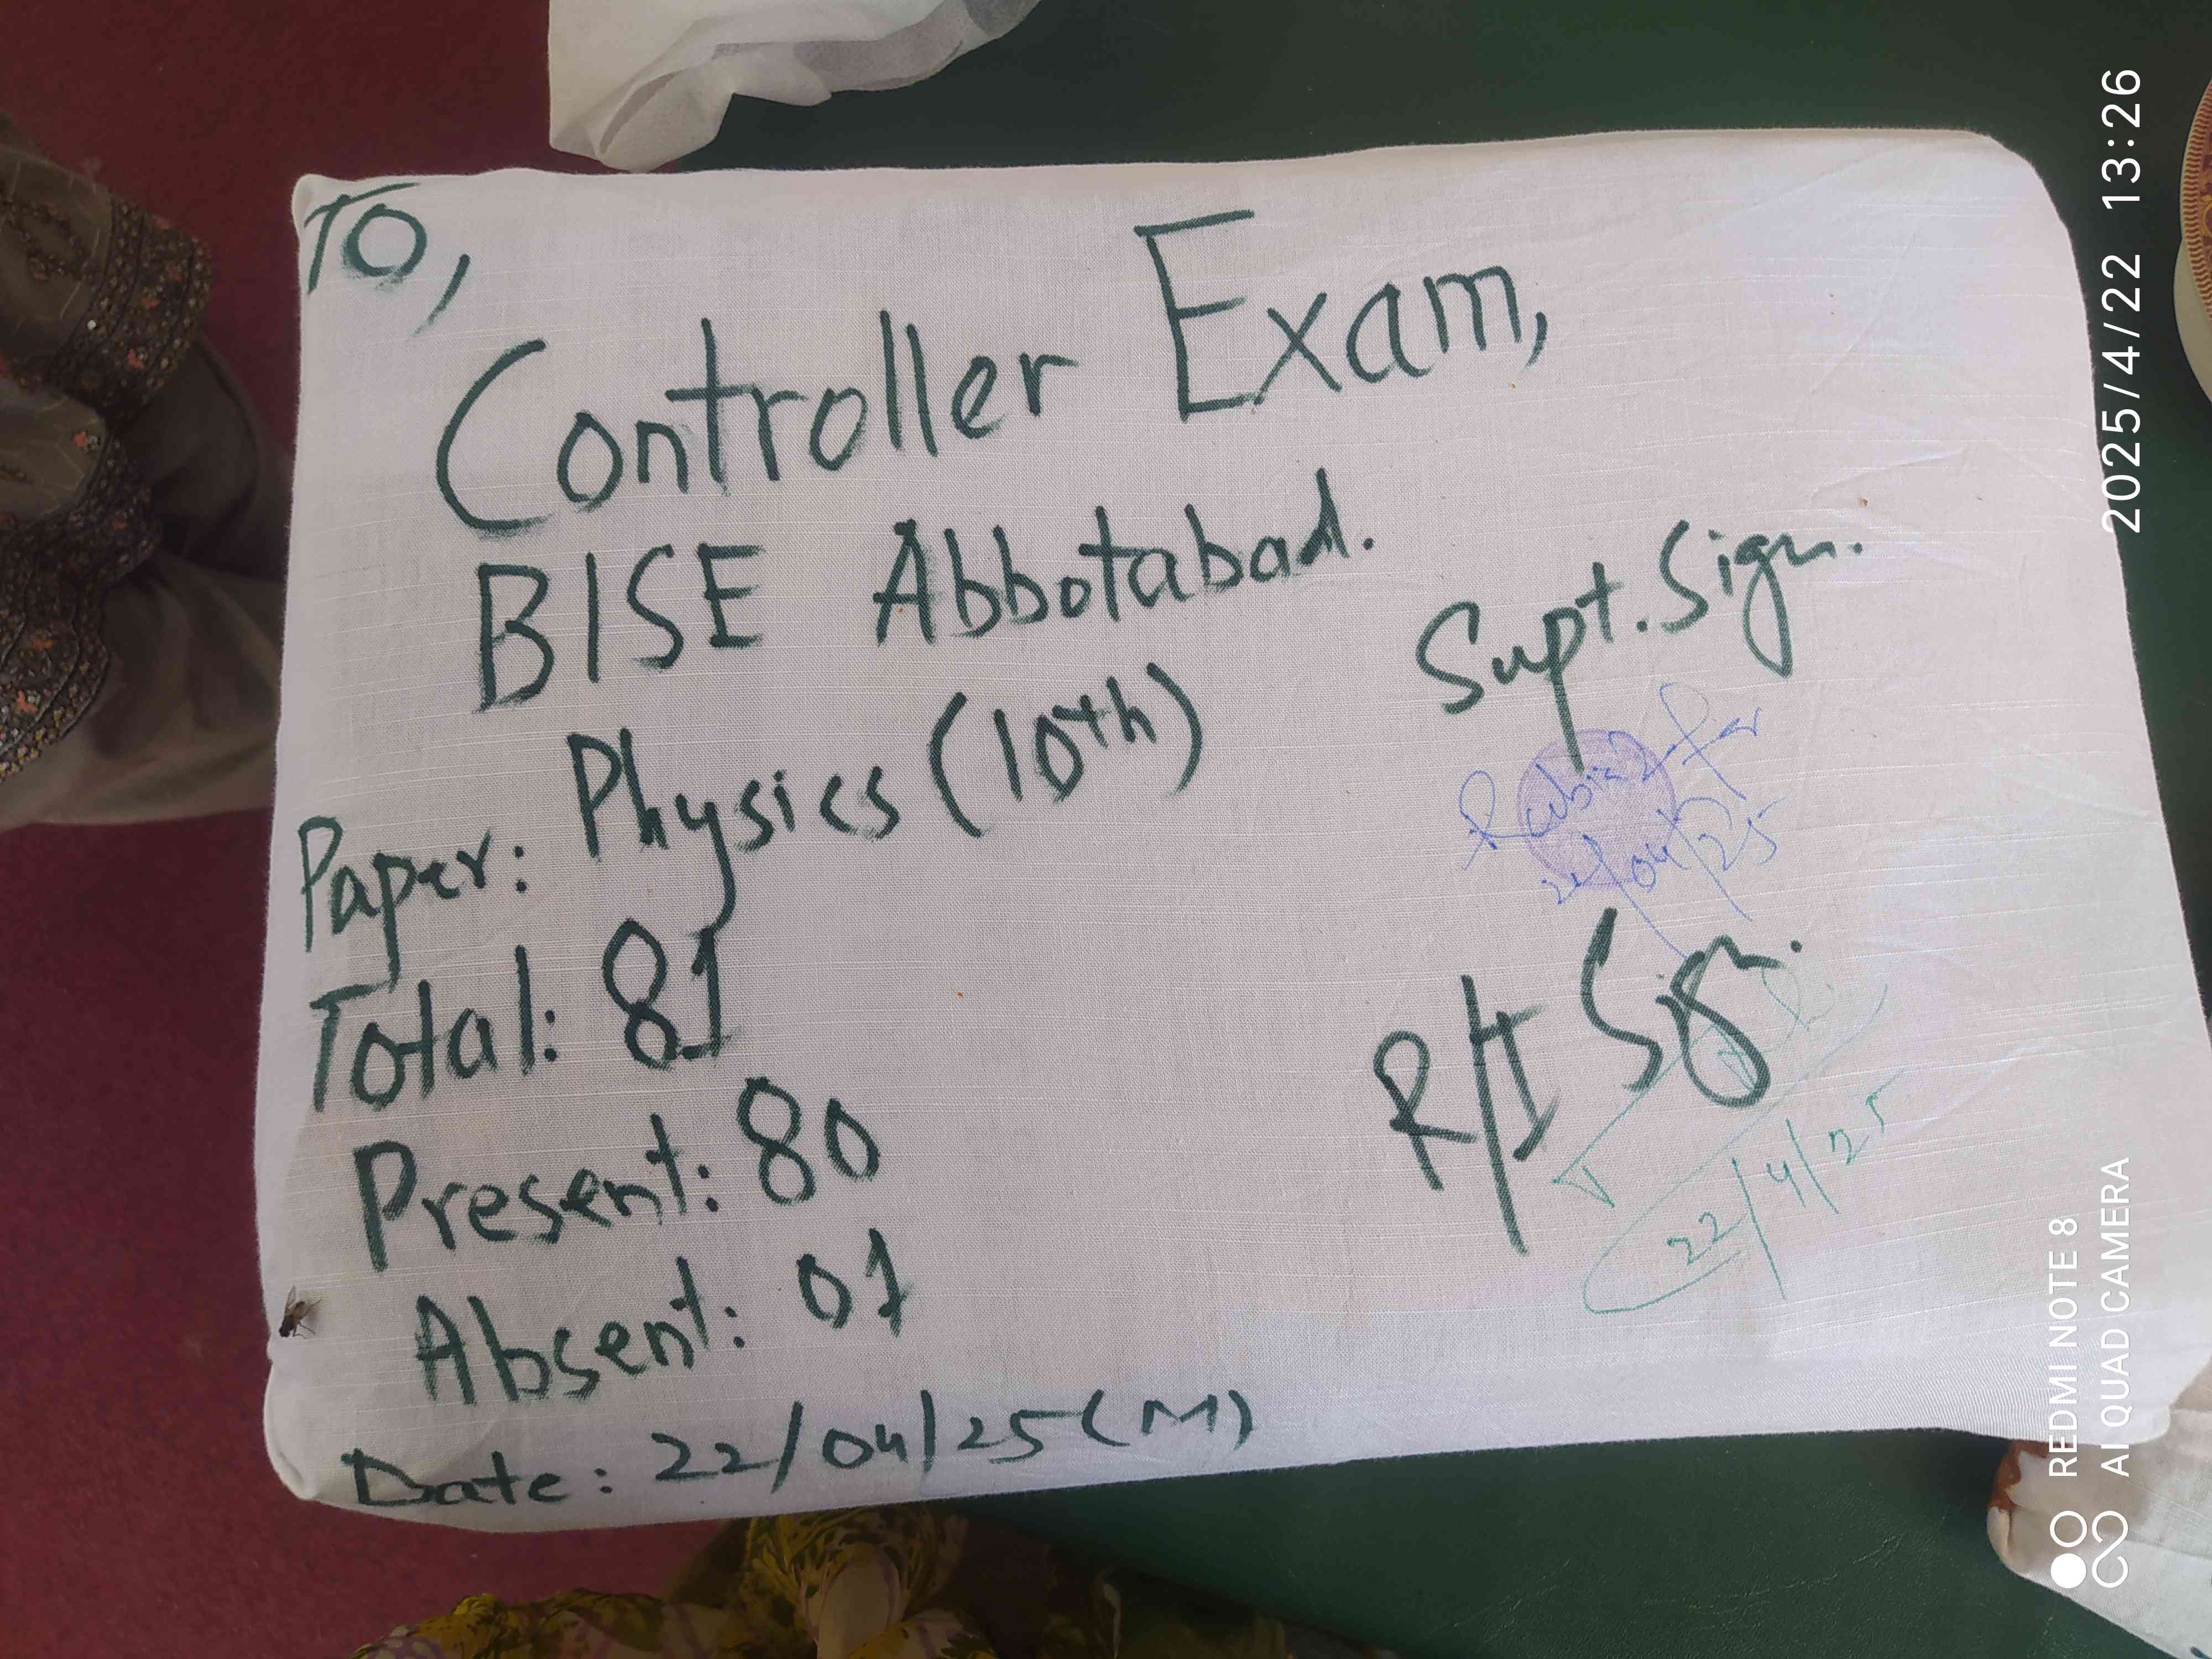 TO,
Controller Exam,
BISE Abbotabad.
Paper: Physics (10th)
Total: 81
Present: 80
Absent: 01
Date: 22/04/25 (M)
Supt. Sign.
22/04/25
R/I Sign.
22/4/25
2025/4/22 13:26
REDMI NOTE 8
AI QUAD CAMERA